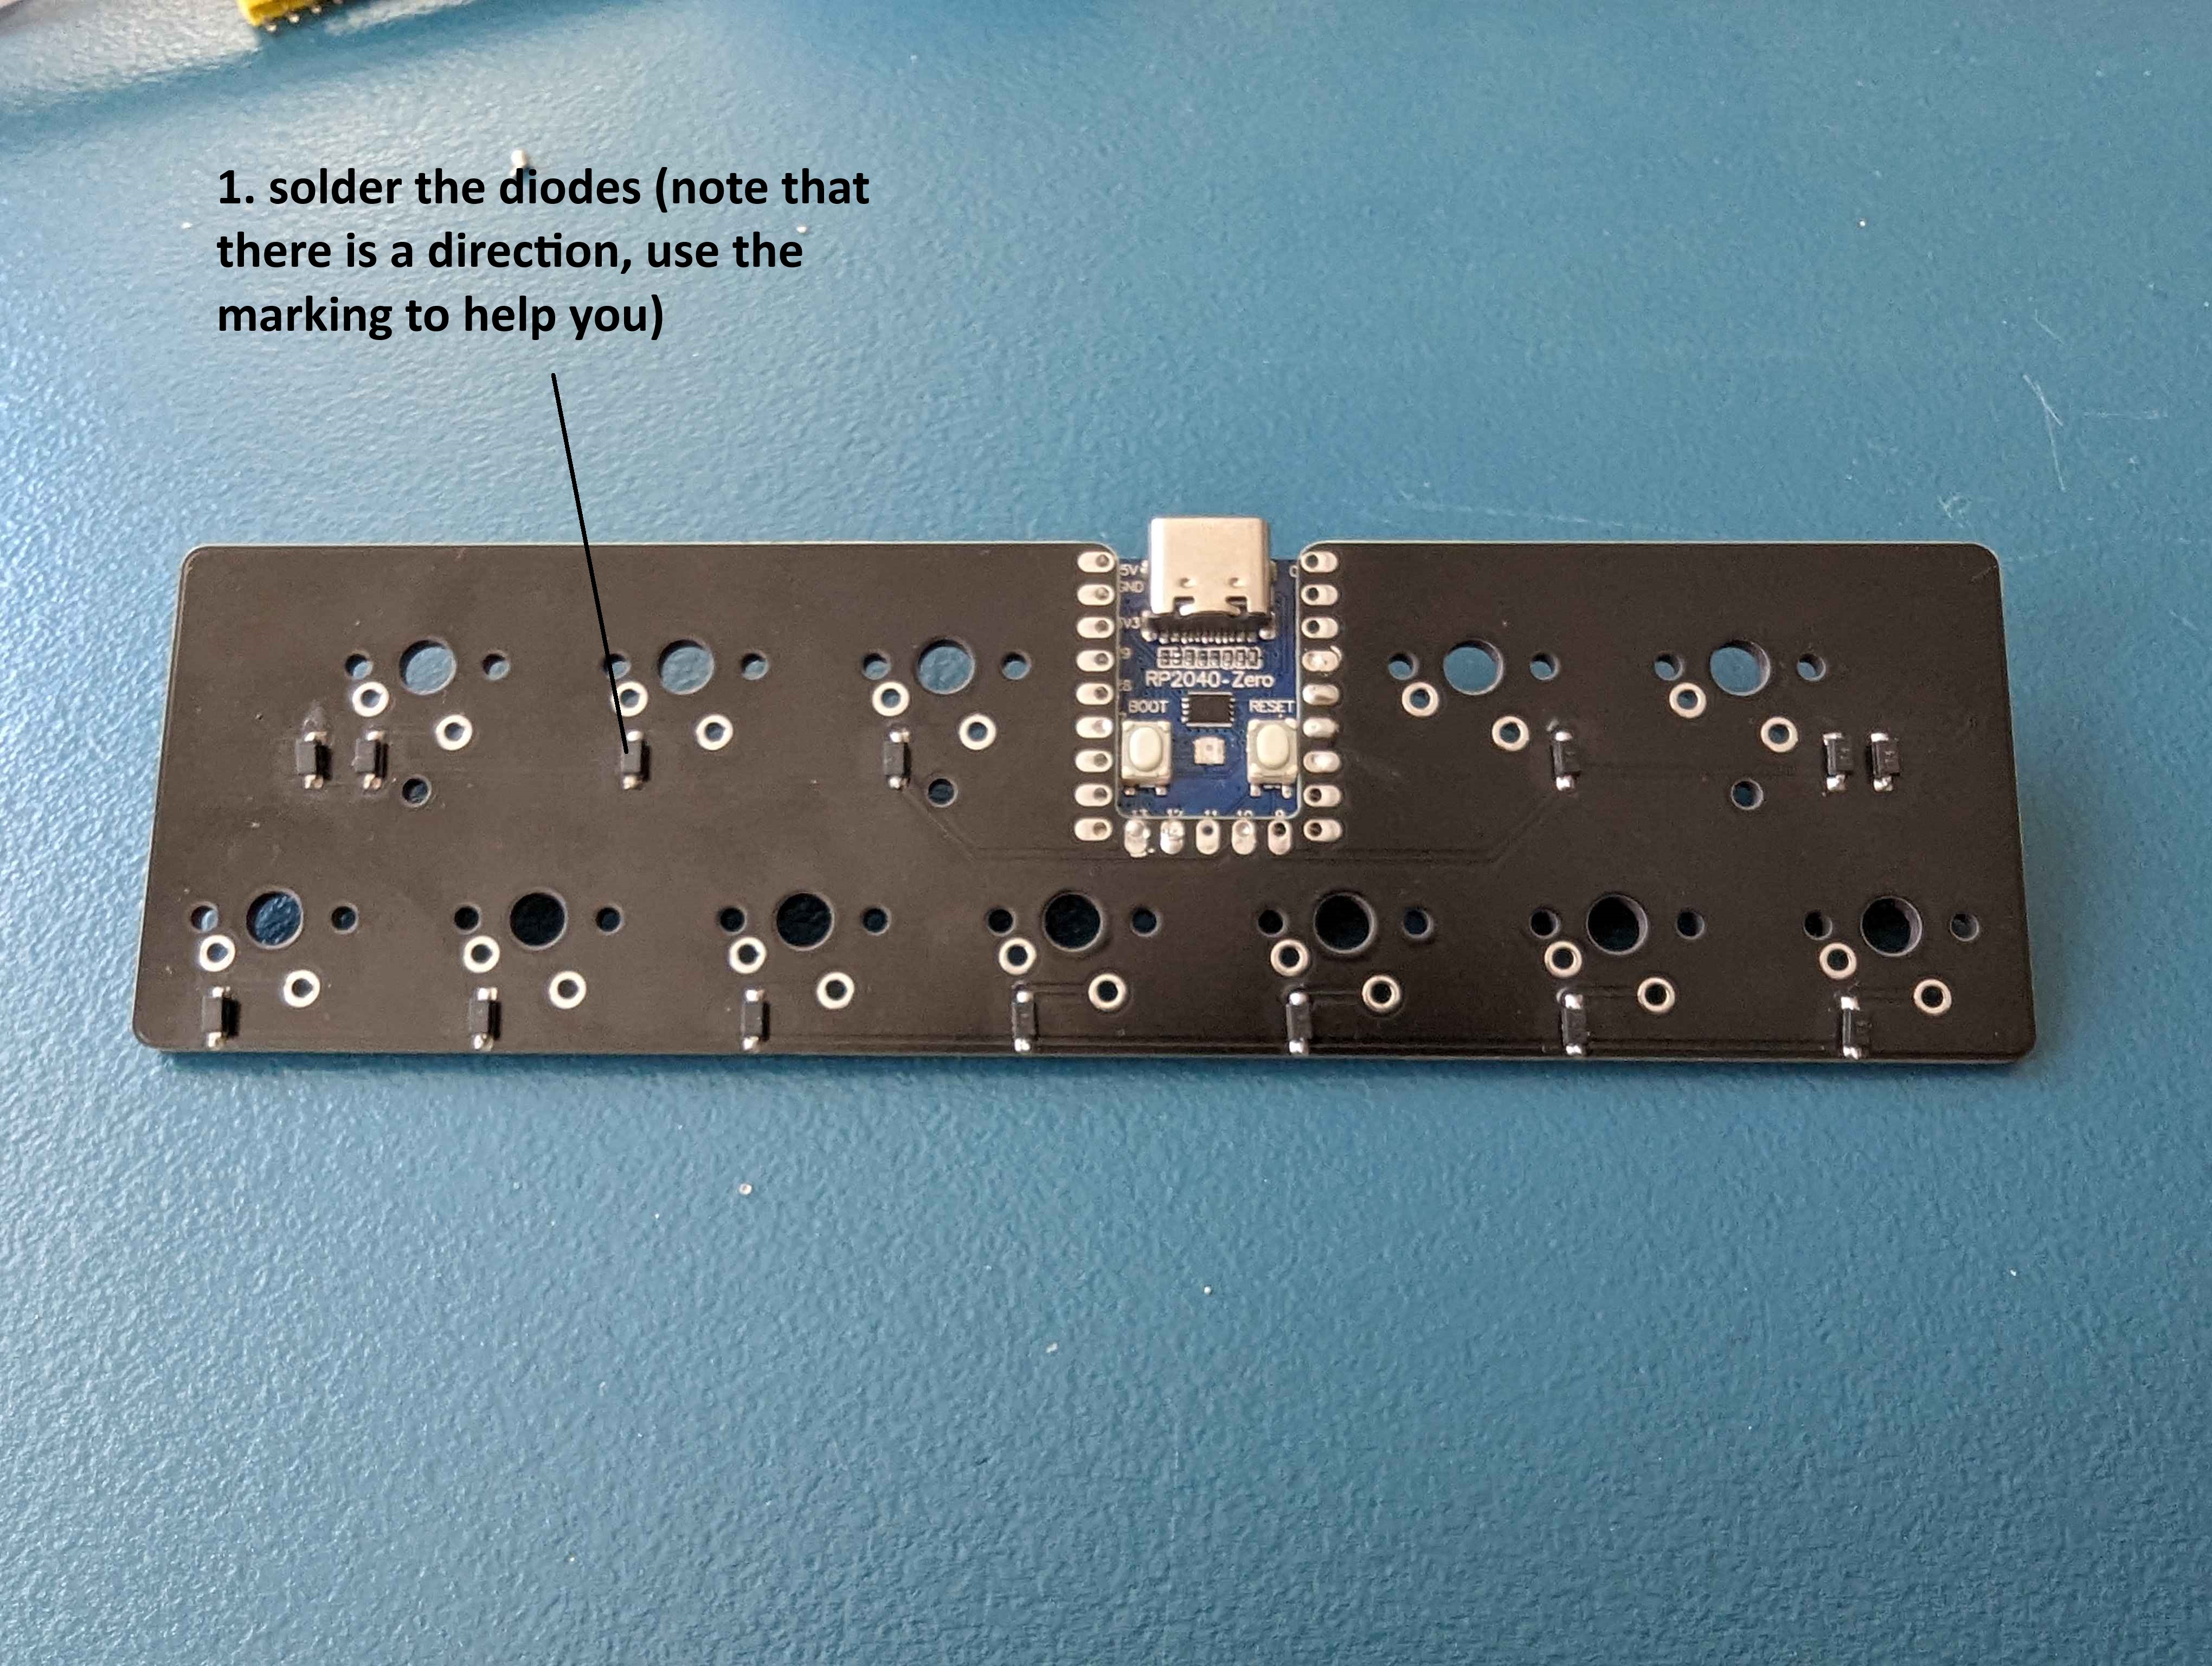 1. solder the diodes (note that
there is a direction, use the
marking to help you)
5V
GND
RP2040-Zero
BOOT
RESET